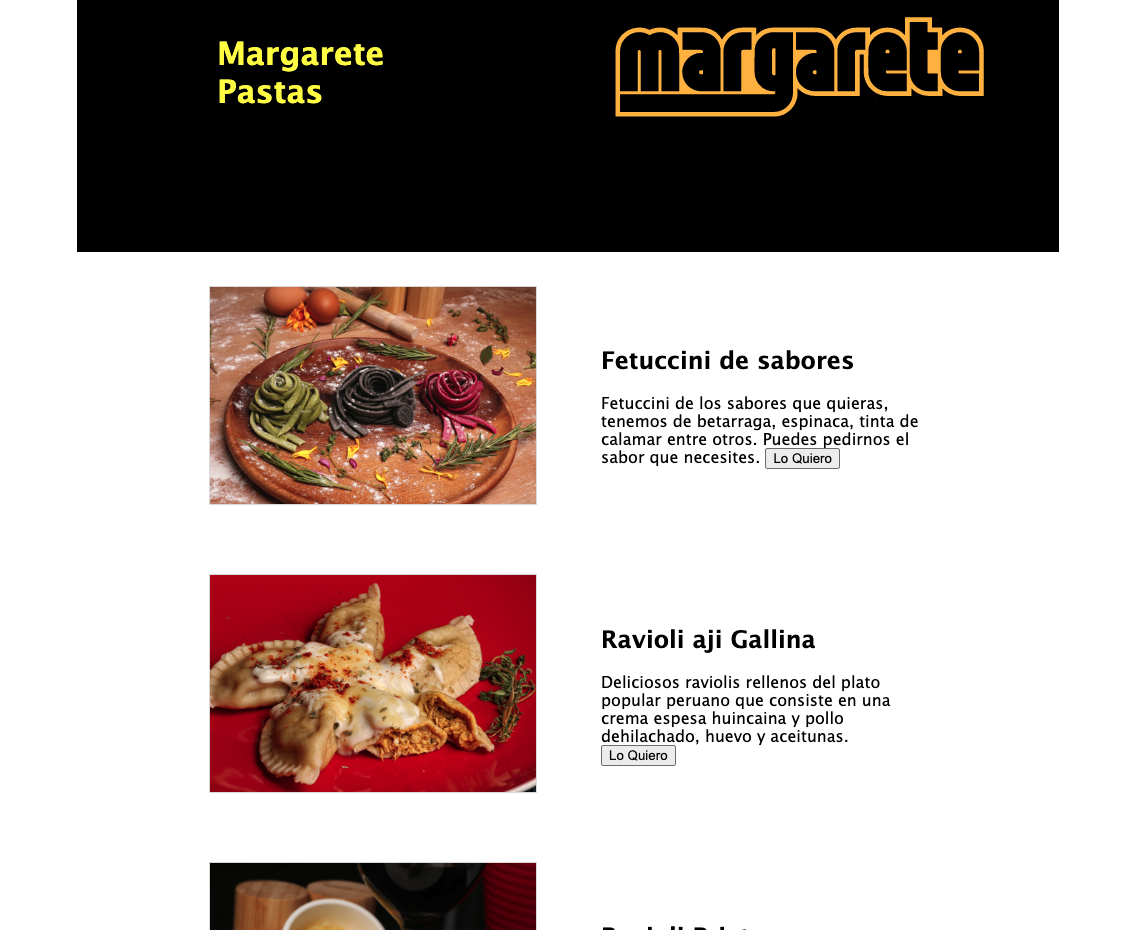 Margarete
Pastas
margarete
Fetuccini de sabores
Fetuccini de los sabores que quieras,
tenemos de betarraga, espinaca, tinta de
calamar entre otros. Puedes pedirnos el
sabor que necesites. Lo Quiero
Ravioli aji Gallina
Deliciosos raviolis rellenos del plato
popular peruano que consiste en una
crema espesa huincaina y pollo
dehilachado, huevo y aceitunas.
Lo Quiero